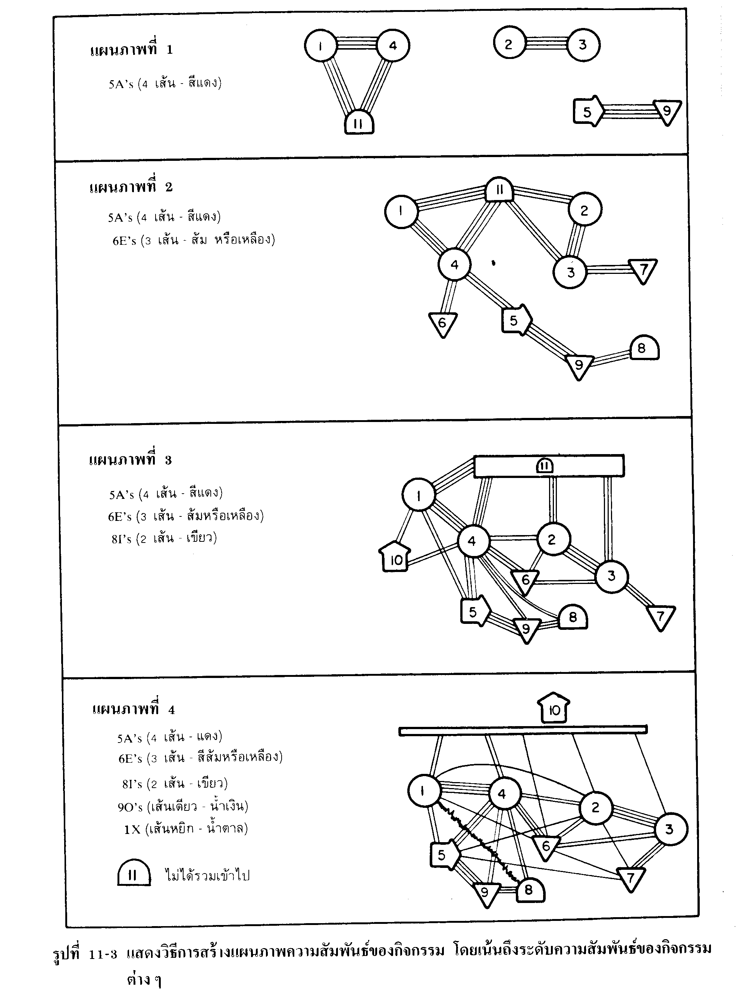 แผนภาพที่ 1
1 4 2 3
5A's (4 เส้น - สีแดง)
5 9
11
แผนภาพที่ 2
11
1 2
5A's (4 เส้น - สีแดง)
6E's (3 เส้น - ส้ม หรือเหลือง)
4 3 7
6 5
8
9
แผนภาพที่ 3
11
5A's (4 เส้น - สีแดง)
1
6E's (3 เส้น - ส้มหรือเหลือง)
8I's (2 เส้น - เขียว)
4 2
10 6 3
5 9 8 7
แผนภาพที่ 4
10
5A's (4 เส้น - แดง)
6E's (3 เส้น - สีส้มหรือเหลือง)
8I's (2 เส้น - เขียว)
1 4 2
9O's (เส้นเดียว - น้ำเงิน)
1X (เส้นหยิก - น้ำตาล)
3
5 6
11 ไม่ได้รวมเข้าไป
9 8 7
รูปที่ 11-3 แสดงวิธีการสร้างแผนภาพความสัมพันธ์ของกิจกรรม โดยเน้นถึงระดับความสัมพันธ์ของกิจกรรม
ต่าง ๆ